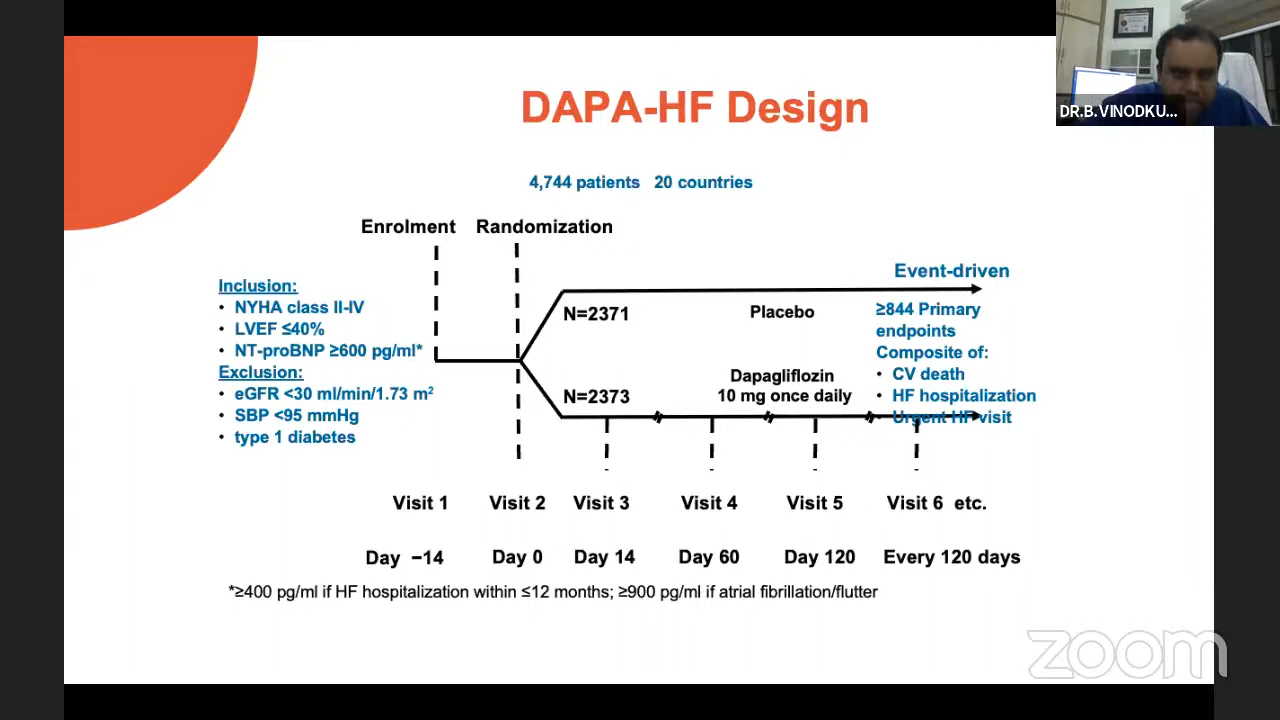 DAPA-HF Design
DR.B.VINODKU...
4,744 patients 20 countries
Enrolment Randomization
Event-driven
Inclusion:
• NYHA class II-IV
• LVEF ≤40%
• NT-proBNP ≥600 pg/ml*
Exclusion:
• eGFR <30 ml/min/1.73 m²
• SBP <95 mmHg
• type 1 diabetes
N=2371
Placebo
N=2373
Dapagliflozin
10 mg once daily
≥844 Primary
endpoints
Composite of:
• CV death
• HF hospitalization
• Urgent HF visit
Visit 1 Visit 2 Visit 3 Visit 4 Visit 5 Visit 6 etc.
Day −14 Day 0 Day 14 Day 60 Day 120 Every 120 days
*≥400 pg/ml if HF hospitalization within ≤12 months; ≥900 pg/ml if atrial fibrillation/flutter
zoom